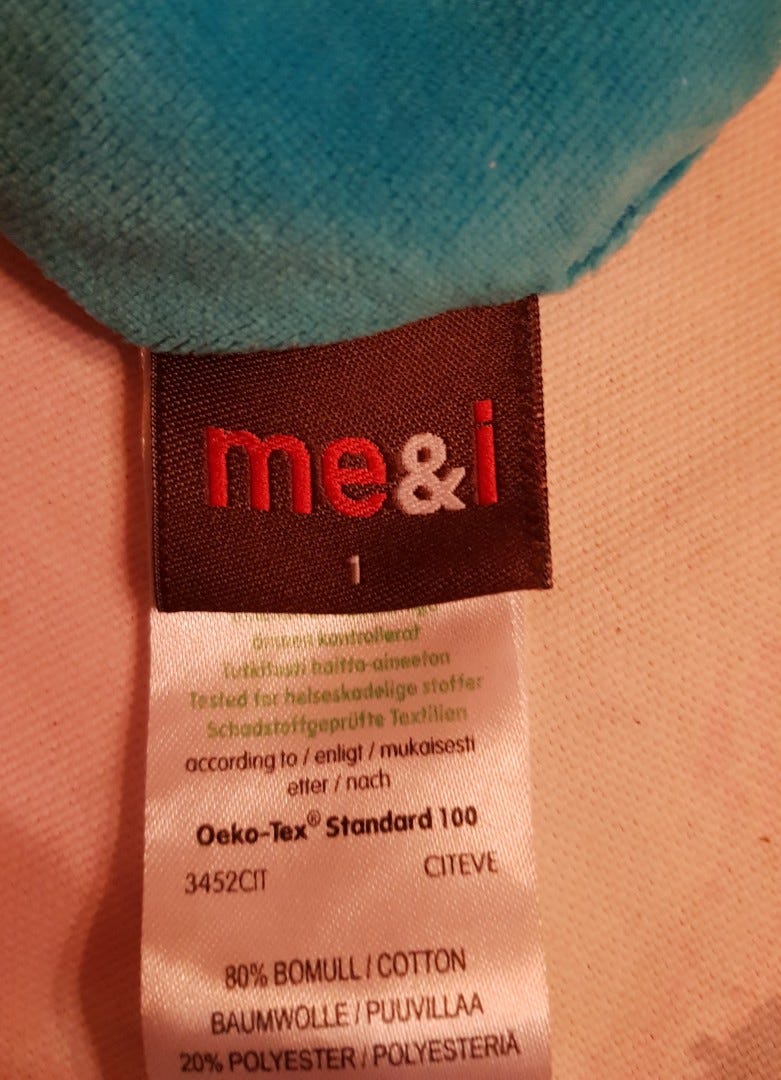 me&i
1
kontrollerat
Tutkitusti haitta-aineeton
Tested for helseskadelige stoffer
Schadstoffgeprüfte Textilien
according to / enligt / mukaisesti
etter / nach
Oeko-Tex® Standard 100
3452CIT CITEVE
80% BOMULL / COTTON
BAUMWOLLE / PUUVILLAA
20% POLYESTER / POLYESTERIA